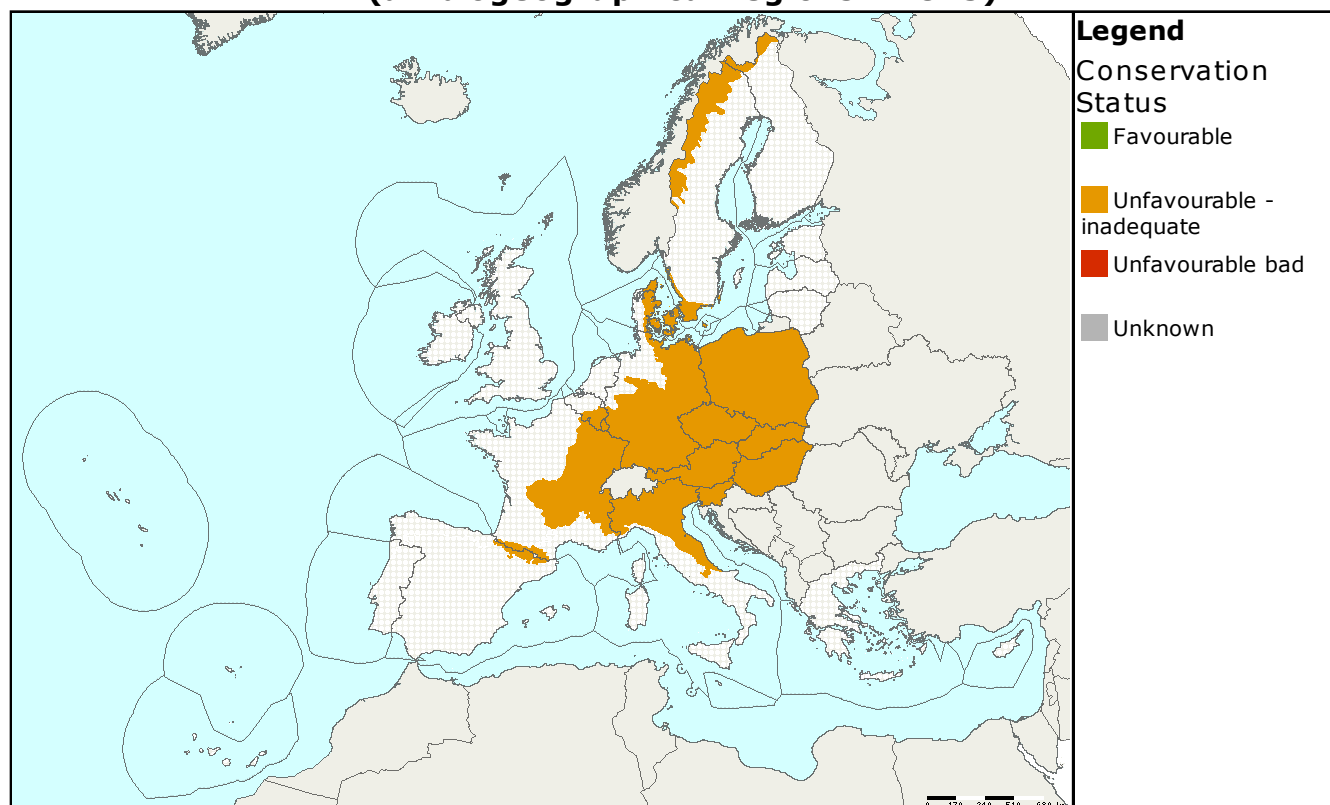 Legend
Conservation
Status
Favourable
Unfavourable -
inadequate
Unfavourable bad
Unknown